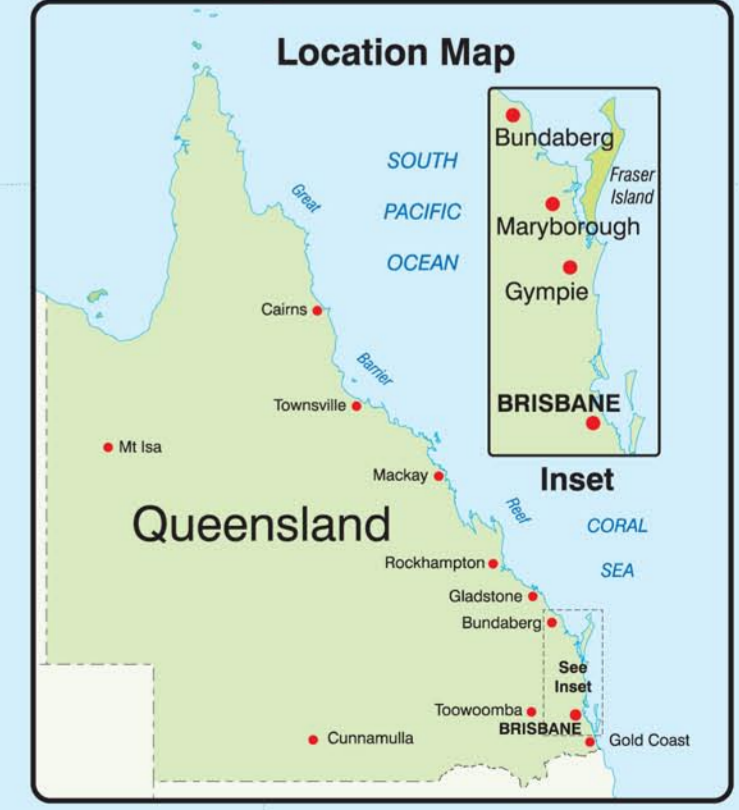 Location Map
SOUTH
PACIFIC
OCEAN
Great
Barrier
Reef
CORAL
SEA
Bundaberg
Fraser
Island
Maryborough
Gympie
BRISBANE
Inset
Cairns
Townsville
Mt Isa
Mackay
Queensland
Rockhampton
Gladstone
Bundaberg
See
Inset
Toowoomba
BRISBANE
Gold Coast
Cunnamulla